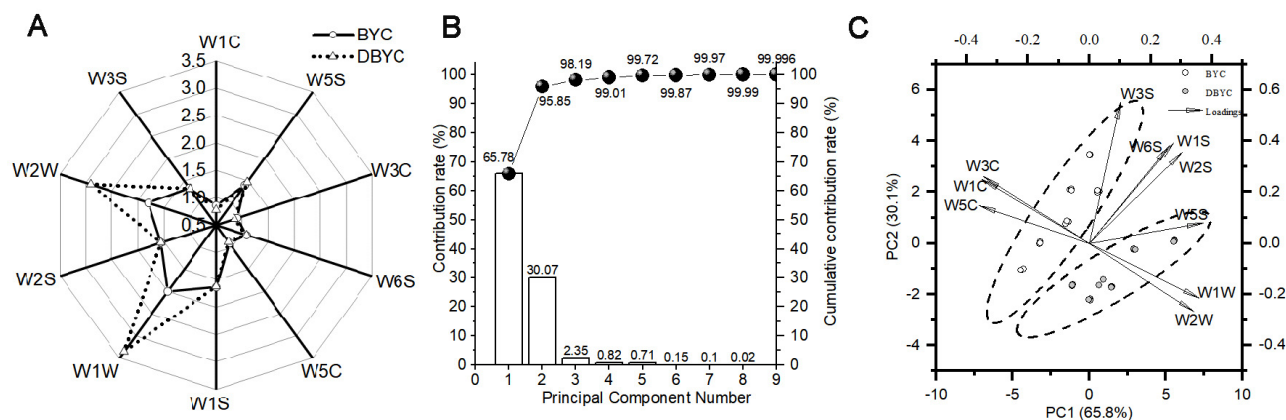 A
W1C
BYC
DBYC
3.5
W3S
W5S
3.0
2.5
2.0
W2W
1.5
W3C
1.0
0.5
W2S
W6S
W1W
W5C
W1S
B
98.19
99.72
99.97
99.996
95.85
99.01
99.87
99.99
100
90
80
70
60
50
40
30
20
10
0
65.78
30.07
2.35
0.82
0.71
0.15
0.1
0.02
100
90
80
70
60
50
40
30
20
10
0
Contribution rate (%)
Cumulative contribution rate (%)
0 1 2 3 4 5 6 7 8 9
Principal Component Number
C
-0.4 -0.2 0.0 0.2 0.4
BYC
DBYC
Loadings
W3S
W6S
W1S
W2S
W3C
W1C
W5C
W5S
W1W
W2W
6
4
2
0
-2
-4
0.6
0.4
0.2
0.0
-0.2
-0.4
PC2 (30.1%)
-10 -5 0 5 10
PC1 (65.8%)